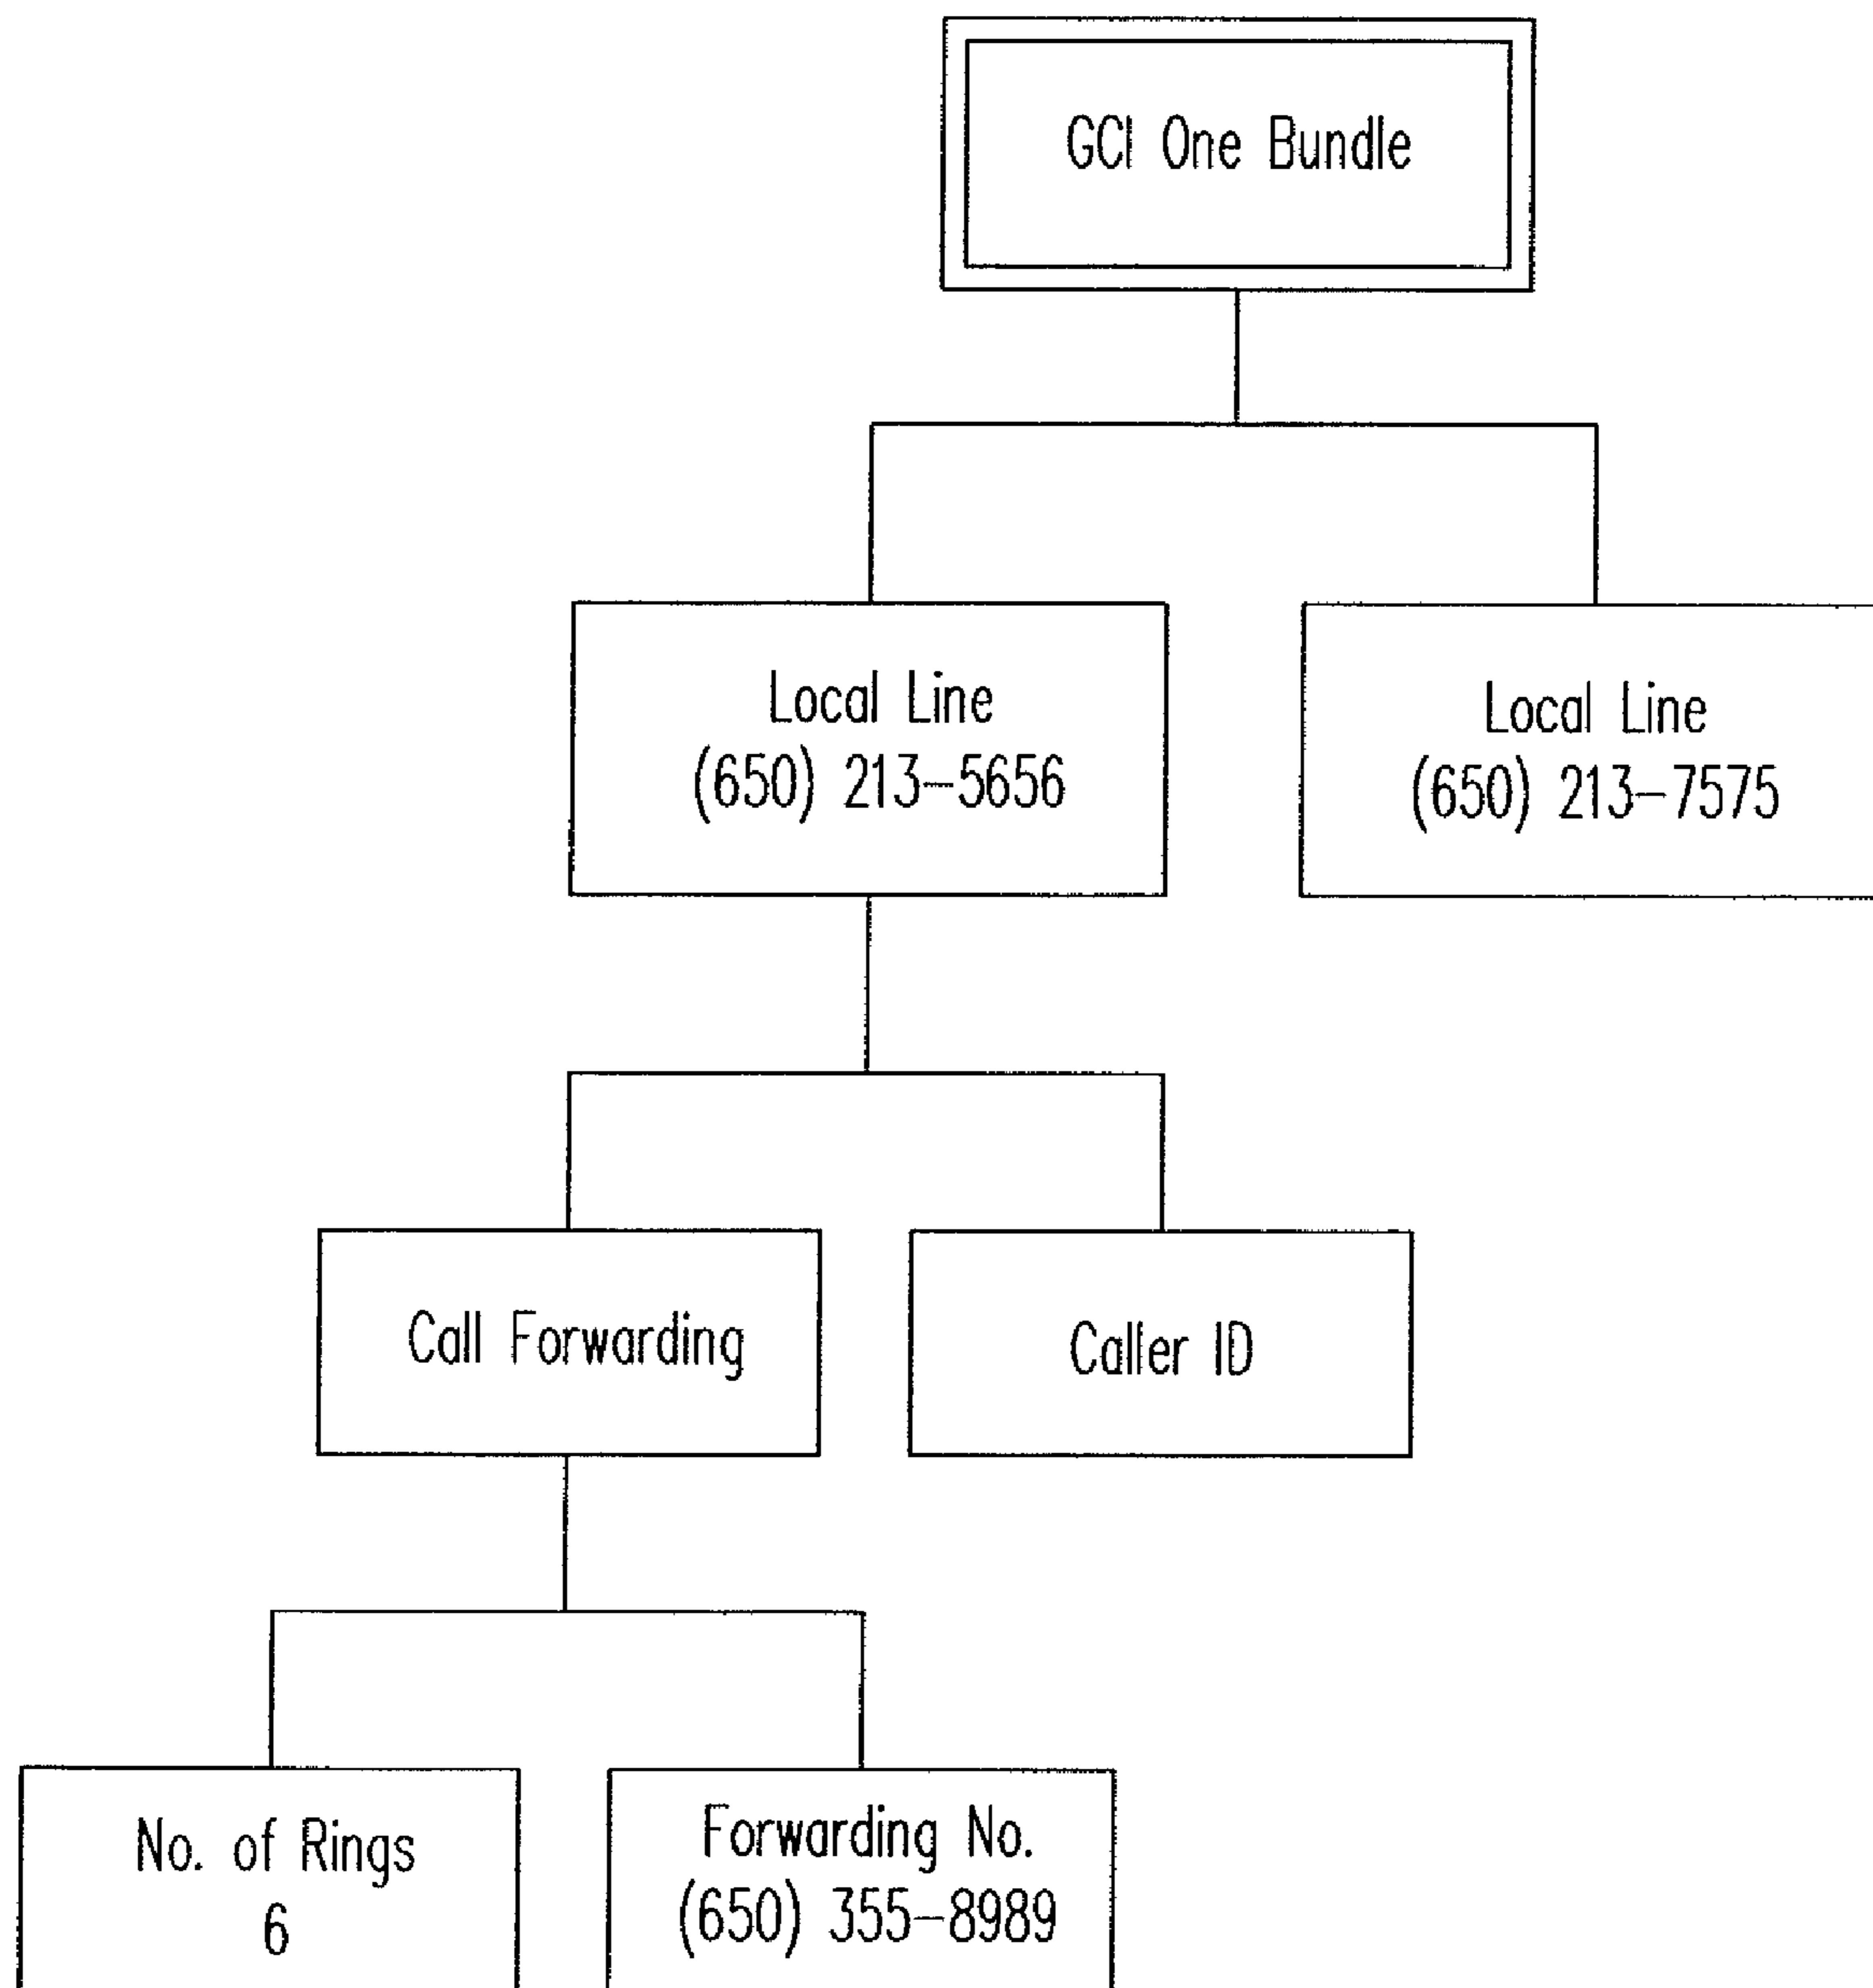 GCI One Bundle
Local Line
(650) 213-5656
Local Line
(650) 213-7575
Call Forwarding
Caller ID
No. of Rings
6
Forwarding No.
(650) 355-8989